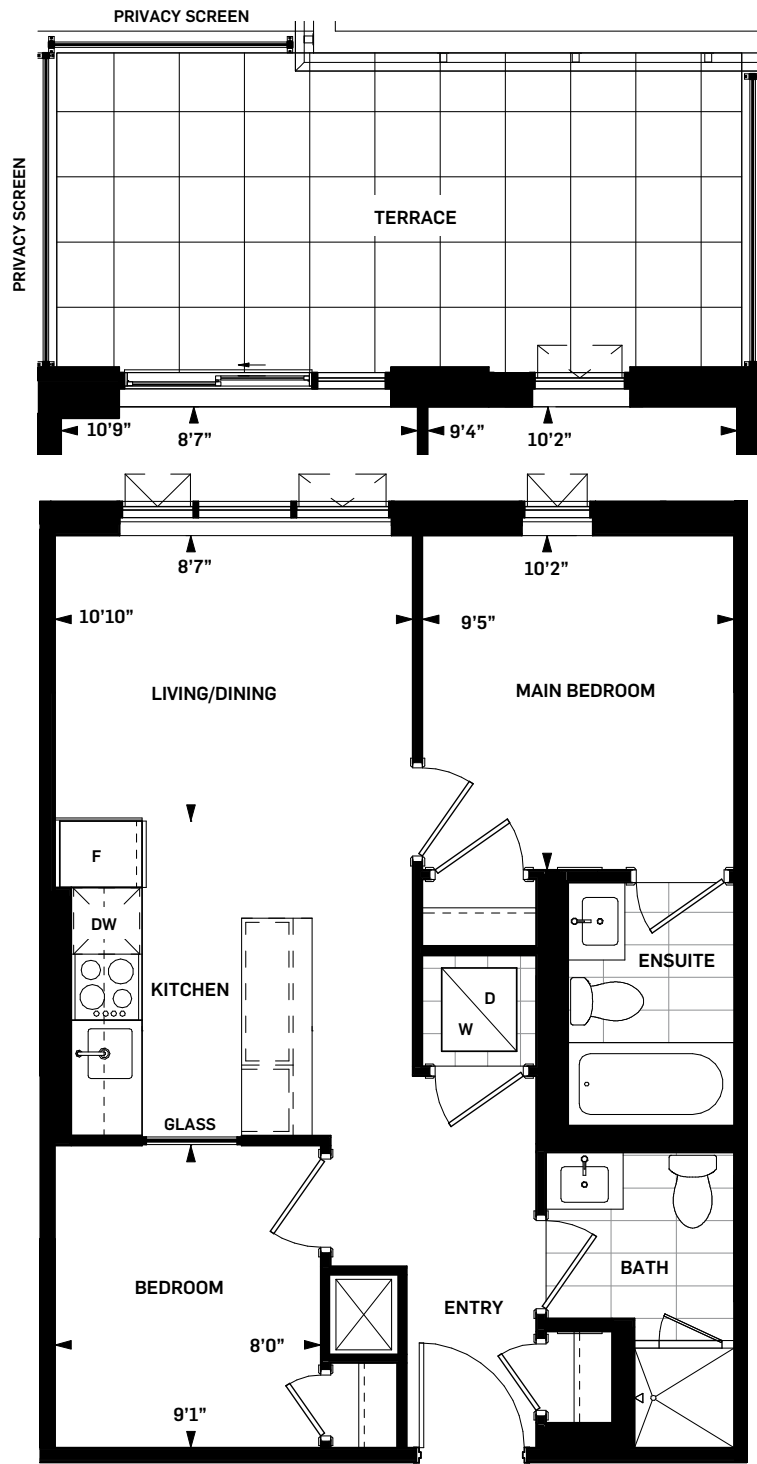 PRIVACY SCREEN
PRIVACY SCREEN
TERRACE
10'9"
8'7"
9'4"
10'2"
8'7"
10'2"
10'10"
9'5"
LIVING/DINING
MAIN BEDROOM
F
DW
KITCHEN
ENSUITE
D
W
GLASS
BEDROOM
BATH
ENTRY
8'0"
9'1"